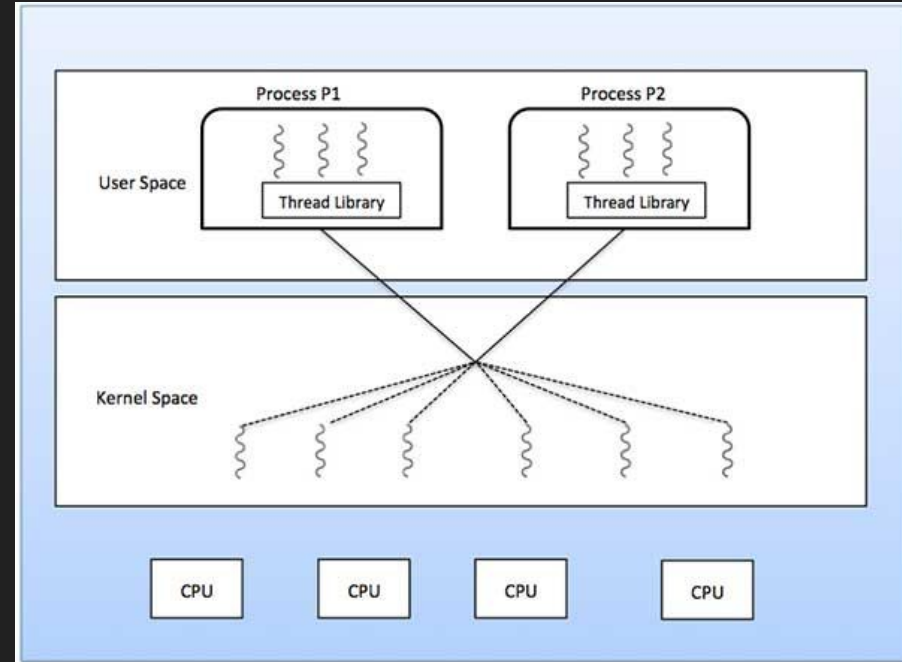 Process P1
Process P2
User Space
Thread Library
Thread Library
Kernel Space
CPU
CPU
CPU
CPU